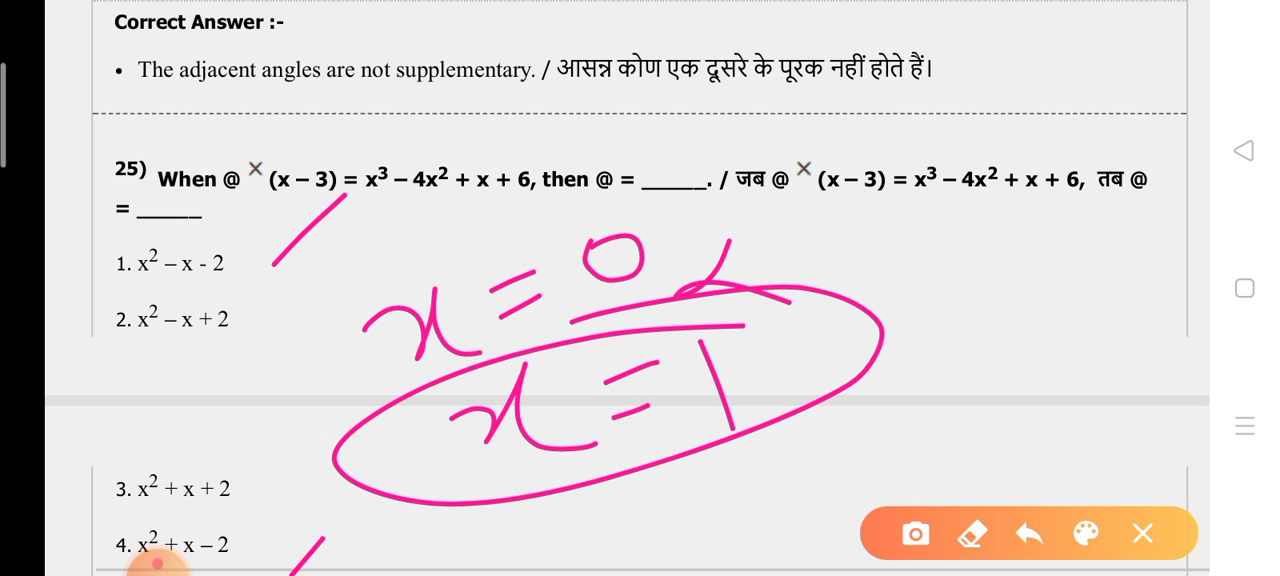 Correct Answer :-
• The adjacent angles are not supplementary. / आसन्न कोण एक दूसरे के पूरक नहीं होते हैं।
25) When @ × (x – 3) = x³ – 4x² + x + 6, then @ = _____. / जब @ × (x – 3) = x³ – 4x² + x + 6, तब @
= _____
1. x² – x - 2
x = 0
2. x² – x + 2
x = 1
3. x² + x + 2
4. x² + x – 2